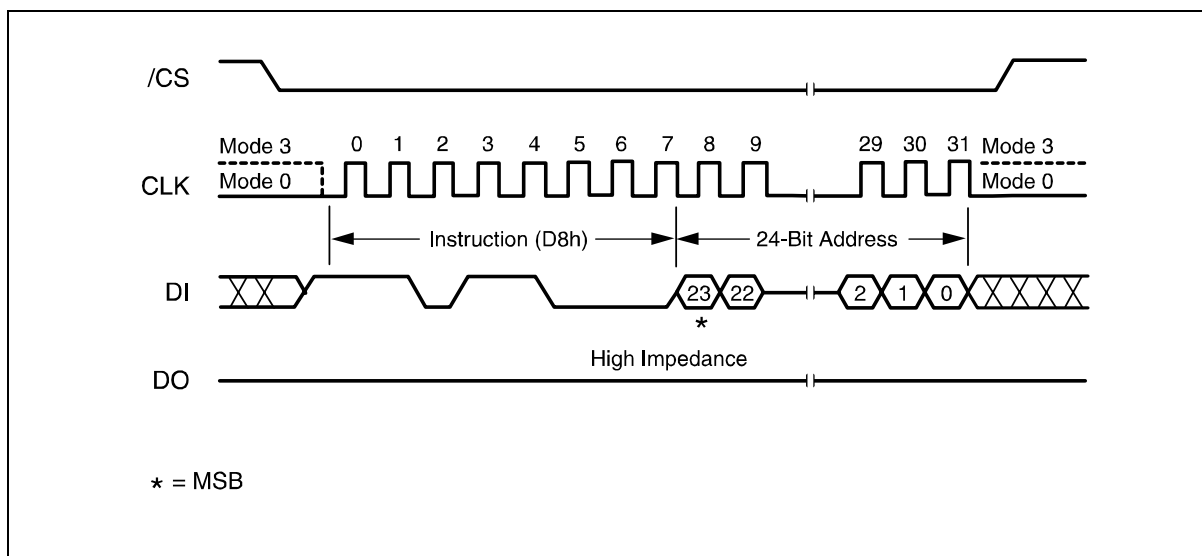 /CS
Mode 3 0 1 2 3 4 5 6 7 8 9 29 30 31 Mode 3
CLK Mode 0 Mode 0
Instruction (D8h) 24-Bit Address
DI 23 22 2 1 0
*
High Impedance
DO
* = MSB